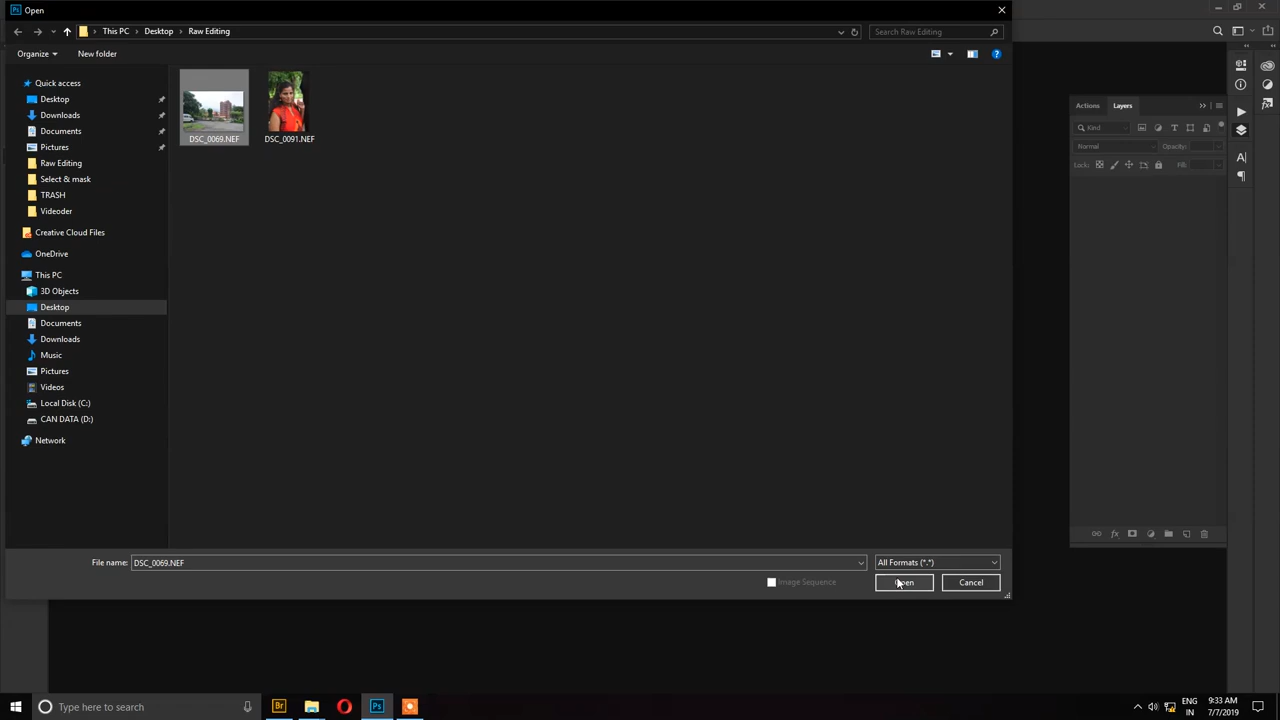 Ps Open
This PC Desktop Raw Editing
Search Raw Editing
Organize New folder
Quick access
Desktop
Downloads
Documents
Pictures
Raw Editing
Select & mask
TRASH
Videoder
Creative Cloud Files
OneDrive
This PC
3D Objects
Desktop
Documents
Downloads
Music
Pictures
Videos
Local Disk (C:)
CAN DATA (D:)
Network
DSC_0069.NEF
DSC_0091.NEF
File name: DSC_0069.NEF
All Formats (*.*)
Image Sequence
Open Cancel
Actions Layers
Kind
Normal Opacity:
Lock: Fill:
Type here to search
Br Ps
ENG
IN
9:33 AM
7/7/2019